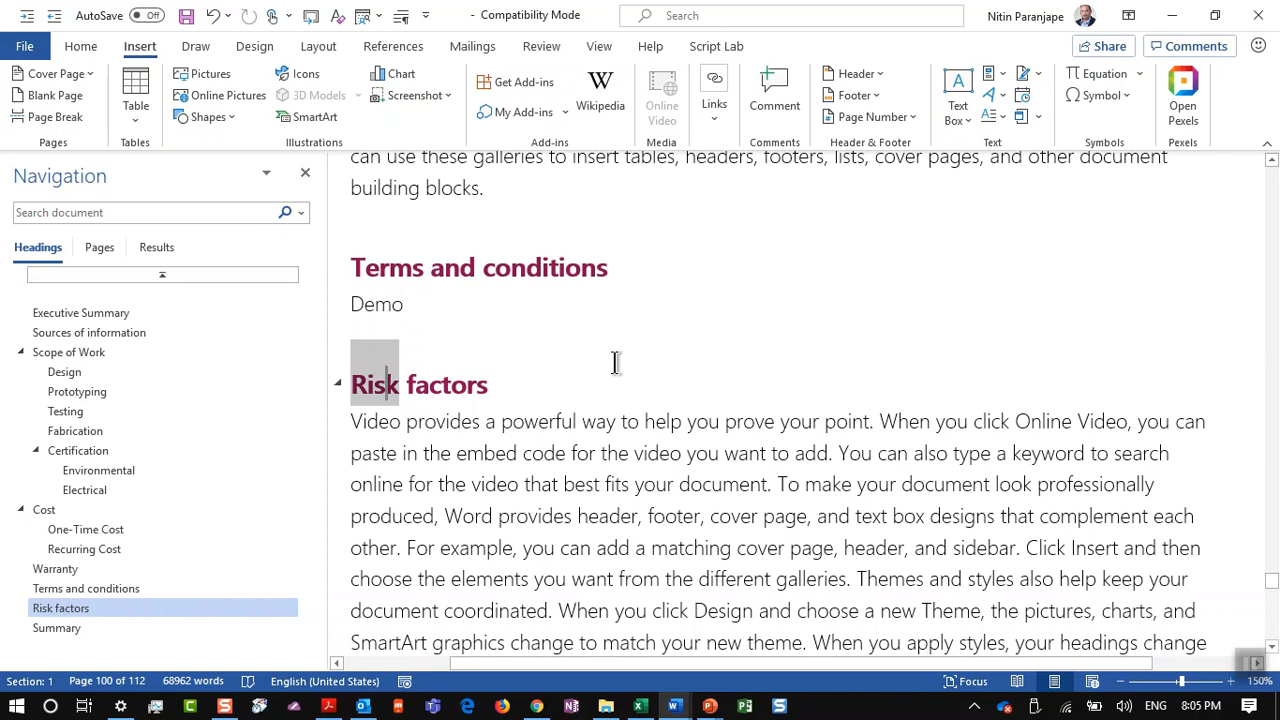 AutoSave Off - Compatibility Mode Search Nitin Paranjape
File Home Insert Draw Design Layout References Mailings Review View Help Script Lab Share Comments
Cover Page
Blank Page
Page Break
Pages
Table
Tables
Pictures
Online Pictures
Shapes
Icons
3D Models
SmartArt
Chart
Screenshot
Illustrations
Get Add-ins
My Add-ins
Wikipedia
W
Add-ins
Online
Video
Media
Links
Comment
Comments
Header
Footer
Page Number
Header & Footer
Text
Box
A
Text
Equation
Symbol
Symbols
Open
Pexels
Pexels
Navigation
Search document
Headings Pages Results
Executive Summary
Sources of information
Scope of Work
Design
Prototyping
Testing
Fabrication
Certification
Environmental
Electrical
Cost
One-Time Cost
Recurring Cost
Warranty
Terms and conditions
Risk factors
Summary
can use these galleries to insert tables, headers, footers, lists, cover pages, and other document
building blocks.
Terms and conditions
Demo
Risk factors
Video provides a powerful way to help you prove your point. When you click Online Video, you can
paste in the embed code for the video you want to add. You can also type a keyword to search
online for the video that best fits your document. To make your document look professionally
produced, Word provides header, footer, cover page, and text box designs that complement each
other. For example, you can add a matching cover page, header, and sidebar. Click Insert and then
choose the elements you want from the different galleries. Themes and styles also help keep your
document coordinated. When you click Design and choose a new Theme, the pictures, charts, and
SmartArt graphics change to match your new theme. When you apply styles, your headings change
Section: 1 Page 100 of 112 68962 words English (United States) Focus 150%
ENG 8:05 PM